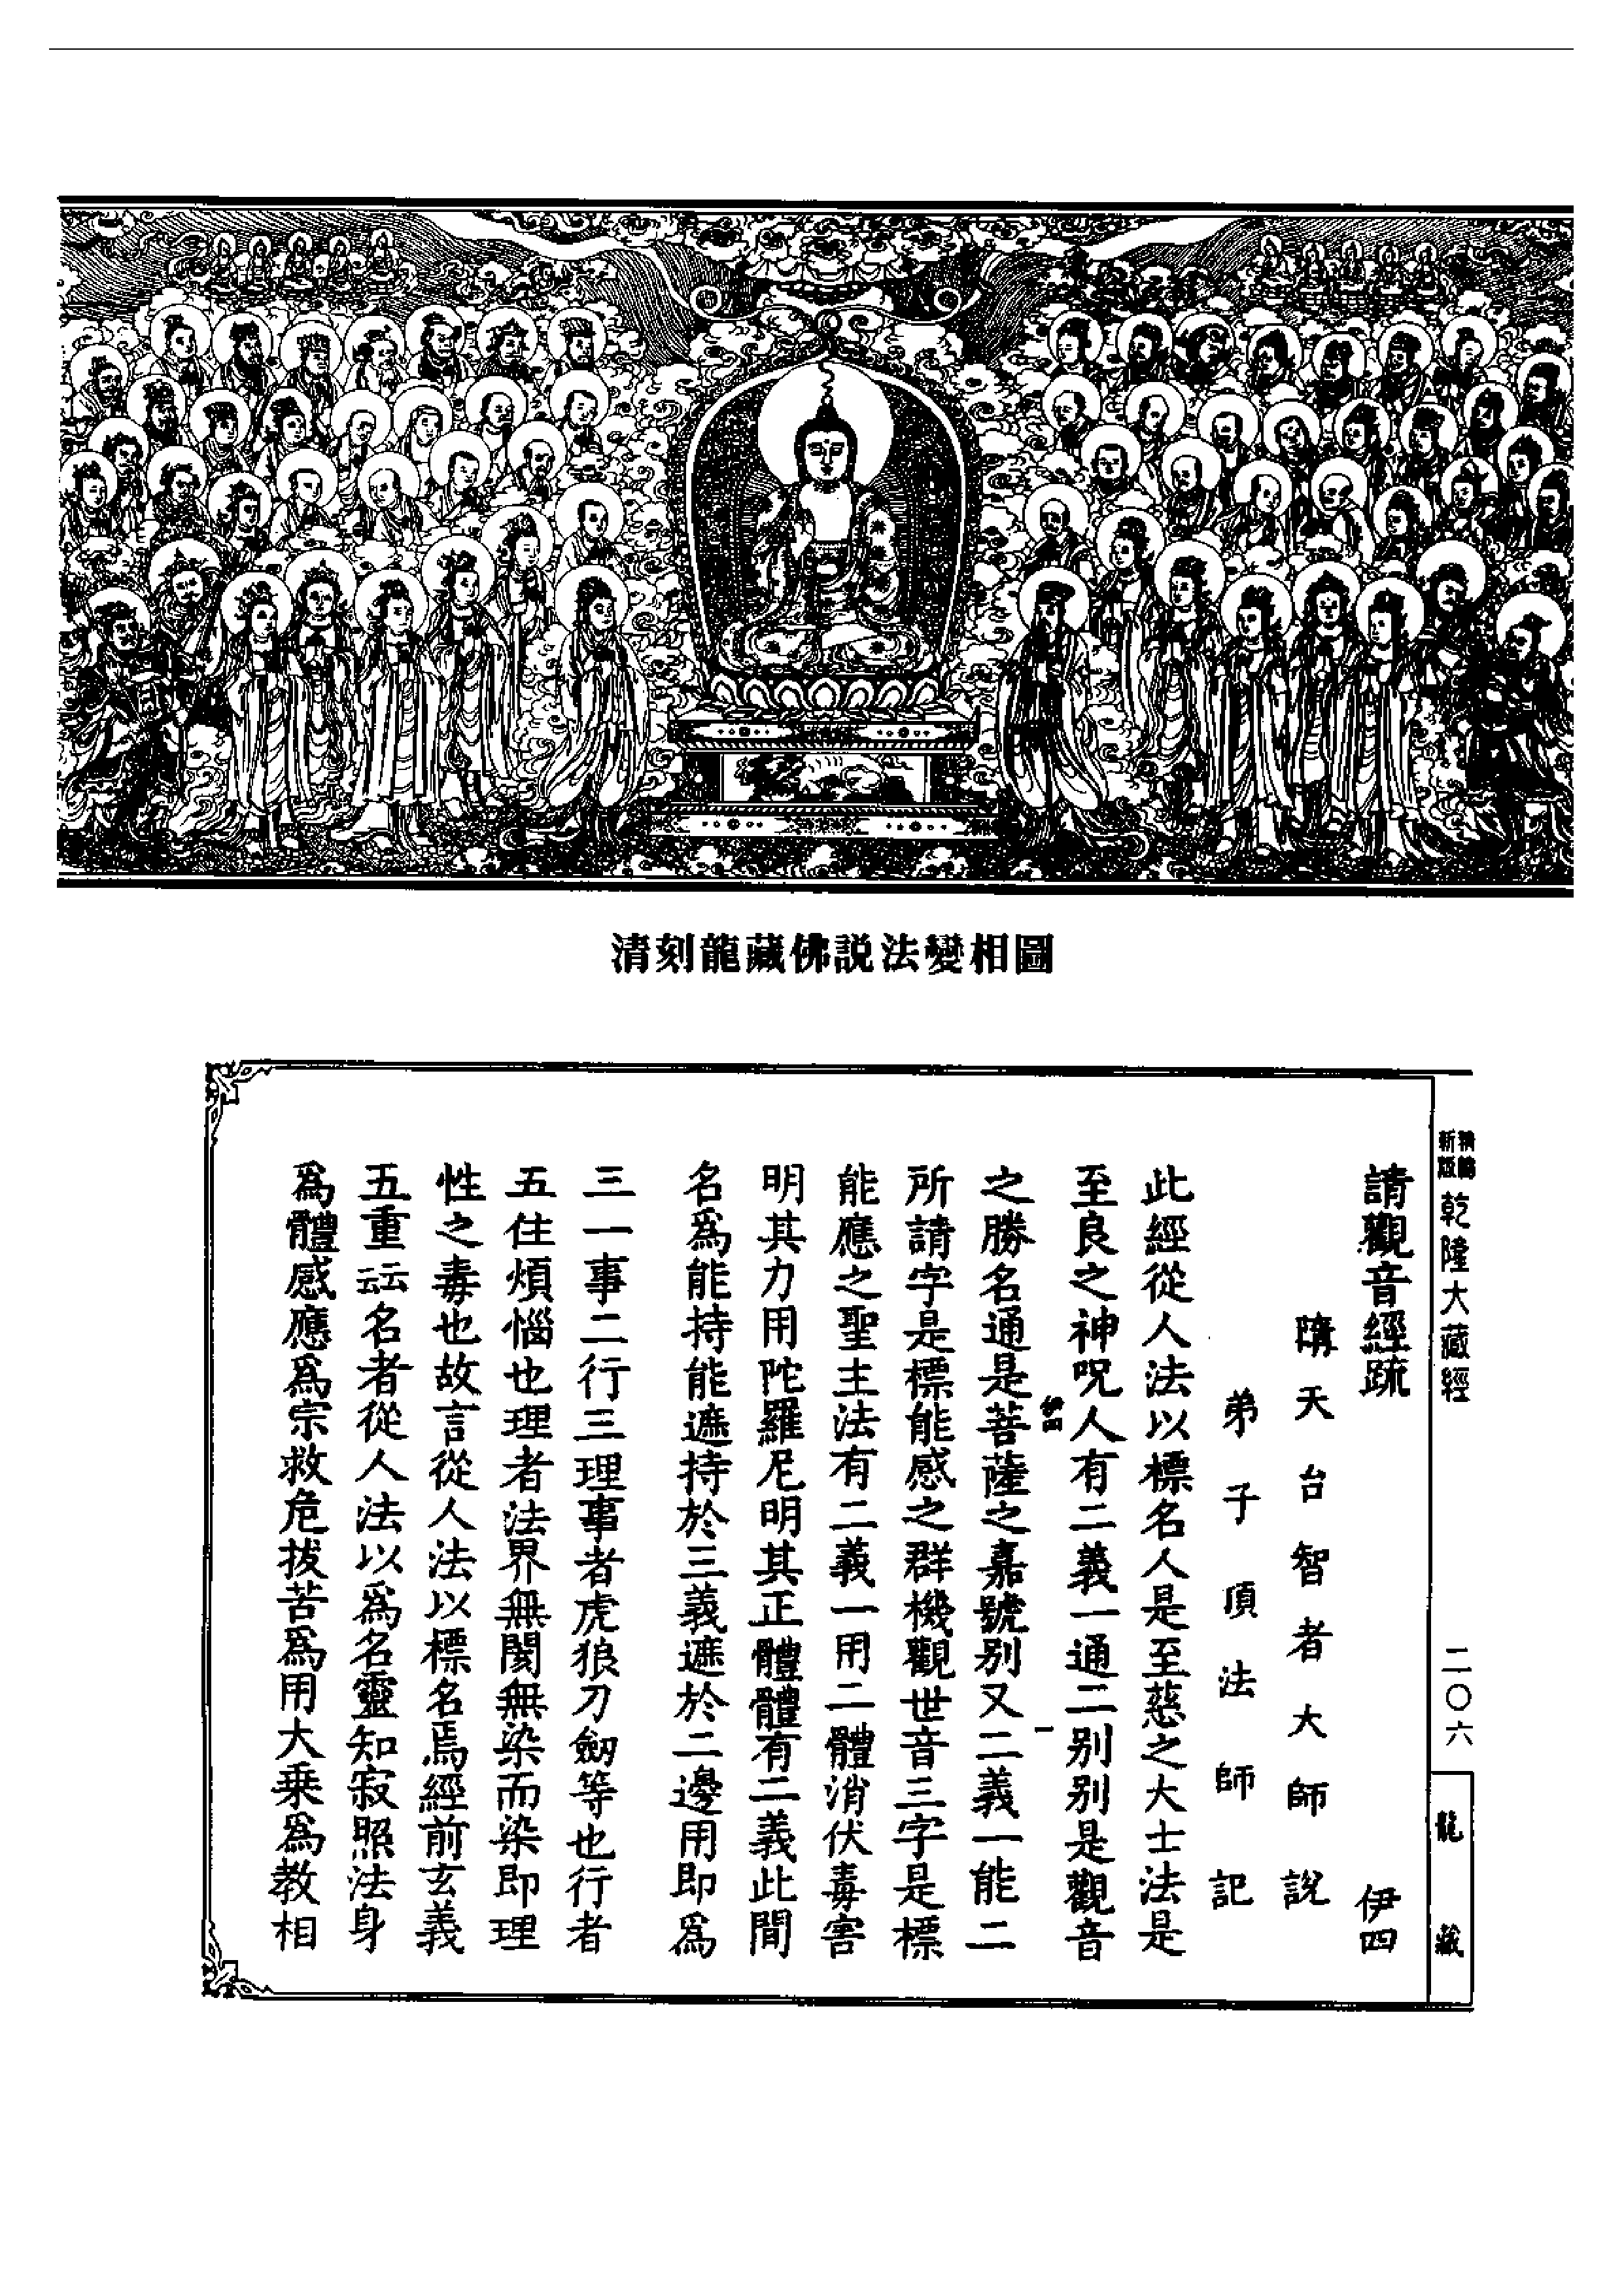 清刻龍藏佛説法變相圖
新版
精縮
乾隆大藏經
二〇六
龍藏
請觀音經疏 伊四
隋天台智者大師說
弟子頂法師記
此經從人法以標名人是至慈之大士法是
至良之神呪人有二義一通二别别是觀音
伊四
一
之勝名通是菩薩之嘉號别又二義一能二
所請字是標能感之群機觀世音三字是標
能應之聖主法有二義一用二體消伏毒害
明其力用陀羅尼明其正體體有二義此間
名爲能持能遮持於三義遮於二邊用即爲
三一事二行三理事者虎狼刀劒等也行者
五住煩惱也理者法界無閡無染而染即理
性之毒也故言從人法以標名焉經前玄義
五重云云名者從人法以爲名靈知寂照法身
爲體感應爲宗救危拔苦爲用大乗爲教相